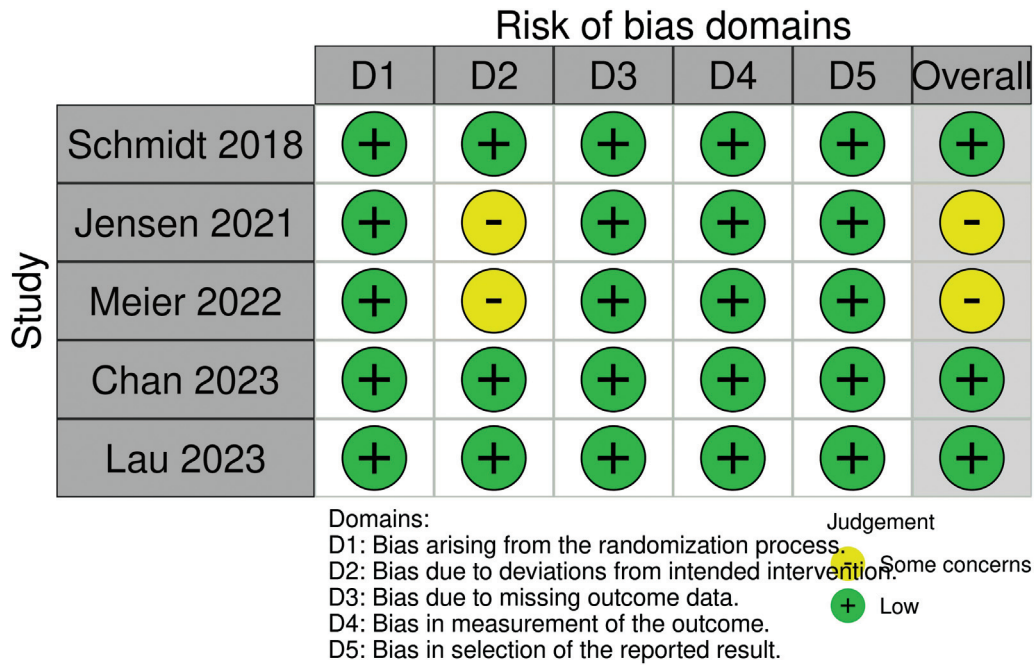 Risk of bias domains
D1 D2 D3 D4 D5 Overall
Study
Schmidt 2018 + + + + + +
Jensen 2021 + - + + + -
Meier 2022 + - + + + -
Chan 2023 + + + + + +
Lau 2023 + + + + + +
Domains:
D1: Bias arising from the randomization process.
D2: Bias due to deviations from intended intervention.
D3: Bias due to missing outcome data.
D4: Bias in measurement of the outcome.
D5: Bias in selection of the reported result.
Judgement
- Some concerns
+ Low